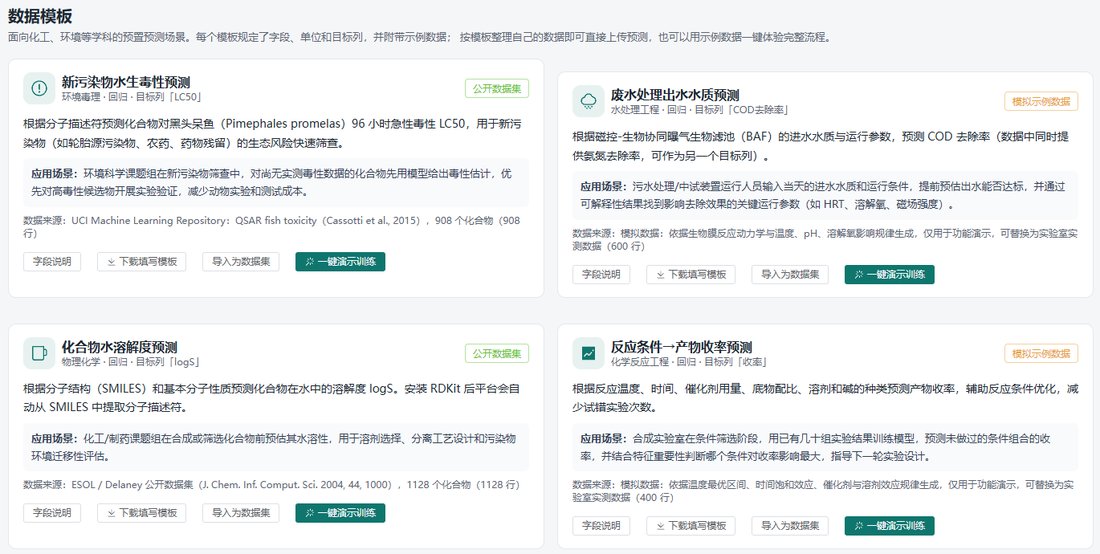 数据模板
面向化工、环境等学科的预置预测场景。每个模板规定了字段、单位和目标列，并附带示例数据； 按模板整理自己的数据即可直接上传预测，也可以用示例数据一键体验完整流程。
新污染物水生毒性预测
环境毒理 · 回归 · 目标列「LC50」
公开数据集
根据分子描述符预测化合物对黑头呆鱼（Pimephales promelas）96 小时急性毒性 LC50，用于新污
染物（如轮胎源污染物、农药、药物残留）的生态风险快速筛查。
应用场景：环境科学课题组在新污染物筛查中，对尚无实测毒性数据的化合物先用模型给出毒性估计，优
先对高毒性候选物开展实验验证，减少动物实验和测试成本。
数据来源：UCI Machine Learning Repository：QSAR fish toxicity（Cassotti et al., 2015），908 个化合物（908
行）
字段说明
下载填写模板
导入为数据集
一键演示训练
废水处理出水水质预测
水处理工程 · 回归 · 目标列「COD去除率」
模拟示例数据
根据磁控-生物协同曝气生物滤池（BAF）的进水水质与运行参数，预测 COD 去除率（数据中同时提
供氨氮去除率，可作为另一个目标列）。
应用场景：污水处理/中试装置运行人员输入当天的进水水质和运行条件，提前预估出水能否达标，并通过
可解释性结果找到影响去除效果的关键运行参数（如 HRT、溶解氧、磁场强度）。
数据来源：模拟数据：依据生物膜反应动力学与温度、pH、溶解氧影响规律生成，仅用于功能演示，可替换为实验室实
测数据（600 行）
字段说明
下载填写模板
导入为数据集
一键演示训练
化合物水溶解度预测
物理化学 · 回归 · 目标列「logS」
公开数据集
根据分子结构（SMILES）和基本分子性质预测化合物在水中的溶解度 logS。安装 RDKit 后平台会自
动从 SMILES 中提取分子描述符。
应用场景：化工/制药课题组在合成或筛选化合物前预估其水溶性，用于溶剂选择、分离工艺设计和污染物
环境迁移性评估。
数据来源：ESOL / Delaney 公开数据集（J. Chem. Inf. Comput. Sci. 2004, 44, 1000），1128 个化合物（1128 行）
字段说明
下载填写模板
导入为数据集
一键演示训练
反应条件→产物收率预测
化学反应工程 · 回归 · 目标列「收率」
模拟示例数据
根据反应温度、时间、催化剂用量、底物配比、溶剂和碱的种类预测产物收率，辅助反应条件优化，减
少试错实验次数。
应用场景：合成实验室在条件筛选阶段，用已有几十组实验结果训练模型，预测未做过的条件组合的收
率，并结合特征重要性判断哪个条件对收率影响最大，指导下一轮实验设计。
数据来源：模拟数据：依据温度最优区间、时间饱和效应、催化剂与溶剂效应规律生成，仅用于功能演示，可替换为实
验室实测数据（400 行）
字段说明
下载填写模板
导入为数据集
一键演示训练